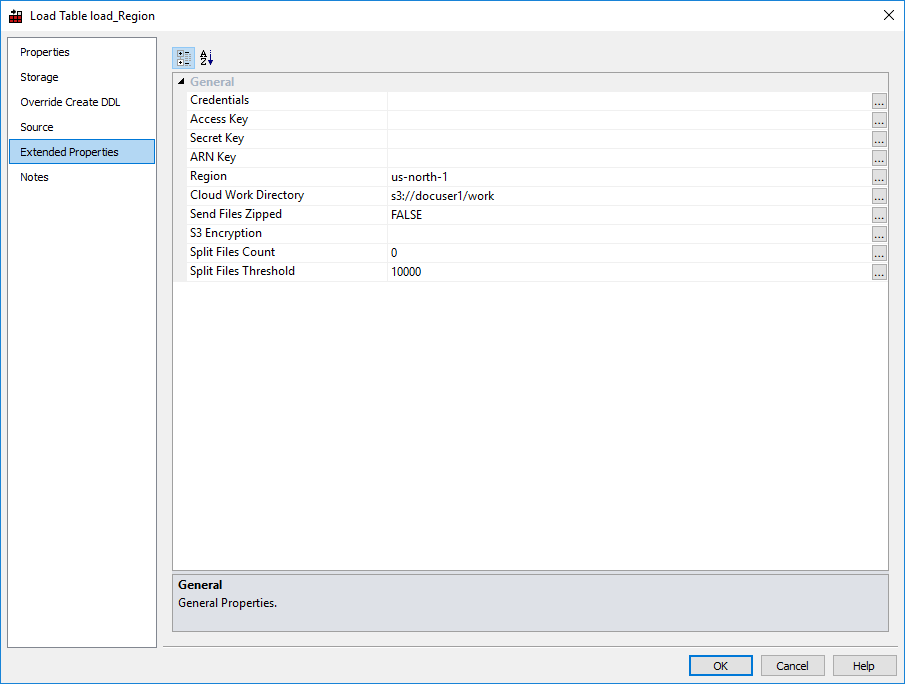 Load Table load_Region
Properties
Storage
Override Create DDL
Source
Extended Properties
Notes
A
Z
General
Credentials ...
Access Key ...
Secret Key ...
ARN Key ...
Region us-north-1 ...
Cloud Work Directory s3://docuser1/work ...
Send Files Zipped FALSE ...
S3 Encryption ...
Split Files Count 0 ...
Split Files Threshold 10000 ...
General
General Properties.
OK Cancel Help